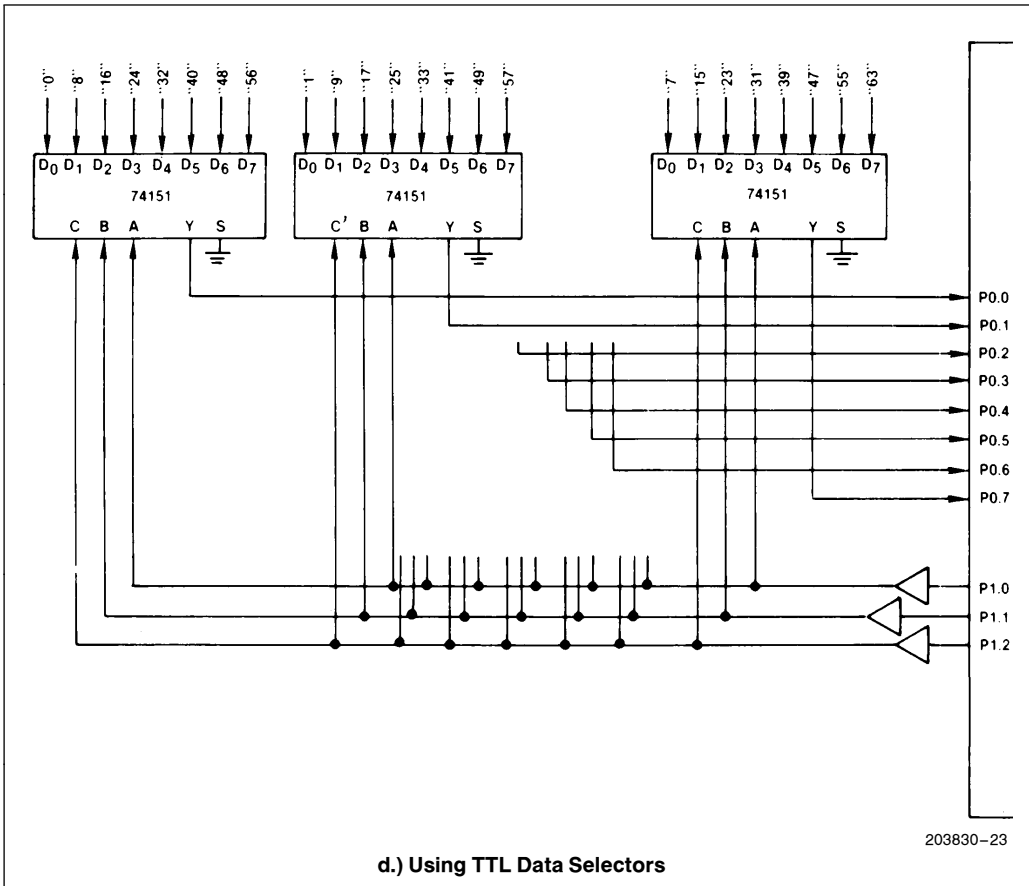 "0" "8" "16" "24" "32" "40" "48" "56" "1" "9" "17" "25" "33" "41" "49" "57" "7" "15" "23" "31" "39" "47" "55" "63"
D0 D1 D2 D3 D4 D5 D6 D7 D0 D1 D2 D3 D4 D5 D6 D7 D0 D1 D2 D3 D4 D5 D6 D7
74151 74151 74151
C B A Y S C' B A Y S C B A Y S
P0.0
P0.1
P0.2
P0.3
P0.4
P0.5
P0.6
P0.7
P1.0
P1.1
P1.2
203830–23
d.) Using TTL Data Selectors